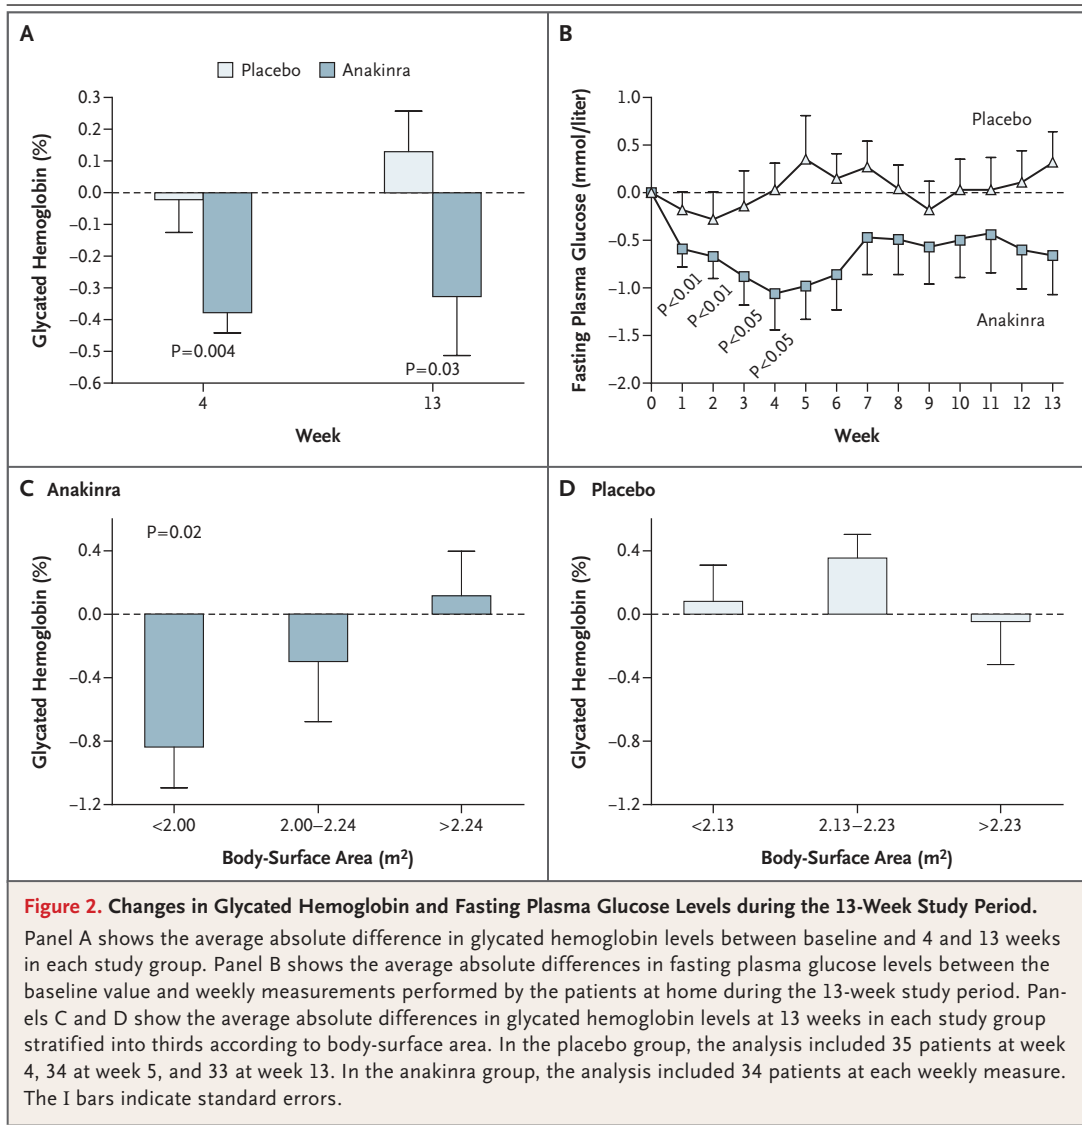 A
Placebo Anakinra
Glycated Hemoglobin (%)
0.3
0.2
0.1
0.0
−0.1
−0.2
−0.3
−0.4
−0.5
−0.6
P=0.004
P=0.03
4 13
Week
B
Fasting Plasma Glucose (mmol/liter)
1.0
0.5
0.0
−0.5
−1.0
−1.5
−2.0
Placebo
Anakinra
P<0.01
P<0.01
P<0.05
P<0.05
0 1 2 3 4 5 6 7 8 9 10 11 12 13
Week
C Anakinra
P=0.02
Glycated Hemoglobin (%)
0.4
0.0
−0.4
−0.8
−1.2
<2.00 2.00–2.24 >2.24
Body-Surface Area (m²)
D Placebo
Glycated Hemoglobin (%)
0.4
0.0
−0.4
−0.8
−1.2
<2.13 2.13–2.23 >2.23
Body-Surface Area (m²)
Figure 2. Changes in Glycated Hemoglobin and Fasting Plasma Glucose Levels during the 13-Week Study Period.
Panel A shows the average absolute difference in glycated hemoglobin levels between baseline and 4 and 13 weeks
in each study group. Panel B shows the average absolute differences in fasting plasma glucose levels between the
baseline value and weekly measurements performed by the patients at home during the 13-week study period. Pan-
els C and D show the average absolute differences in glycated hemoglobin levels at 13 weeks in each study group
stratified into thirds according to body-surface area. In the placebo group, the analysis included 35 patients at week
4, 34 at week 5, and 33 at week 13. In the anakinra group, the analysis included 34 patients at each weekly measure.
The I bars indicate standard errors.